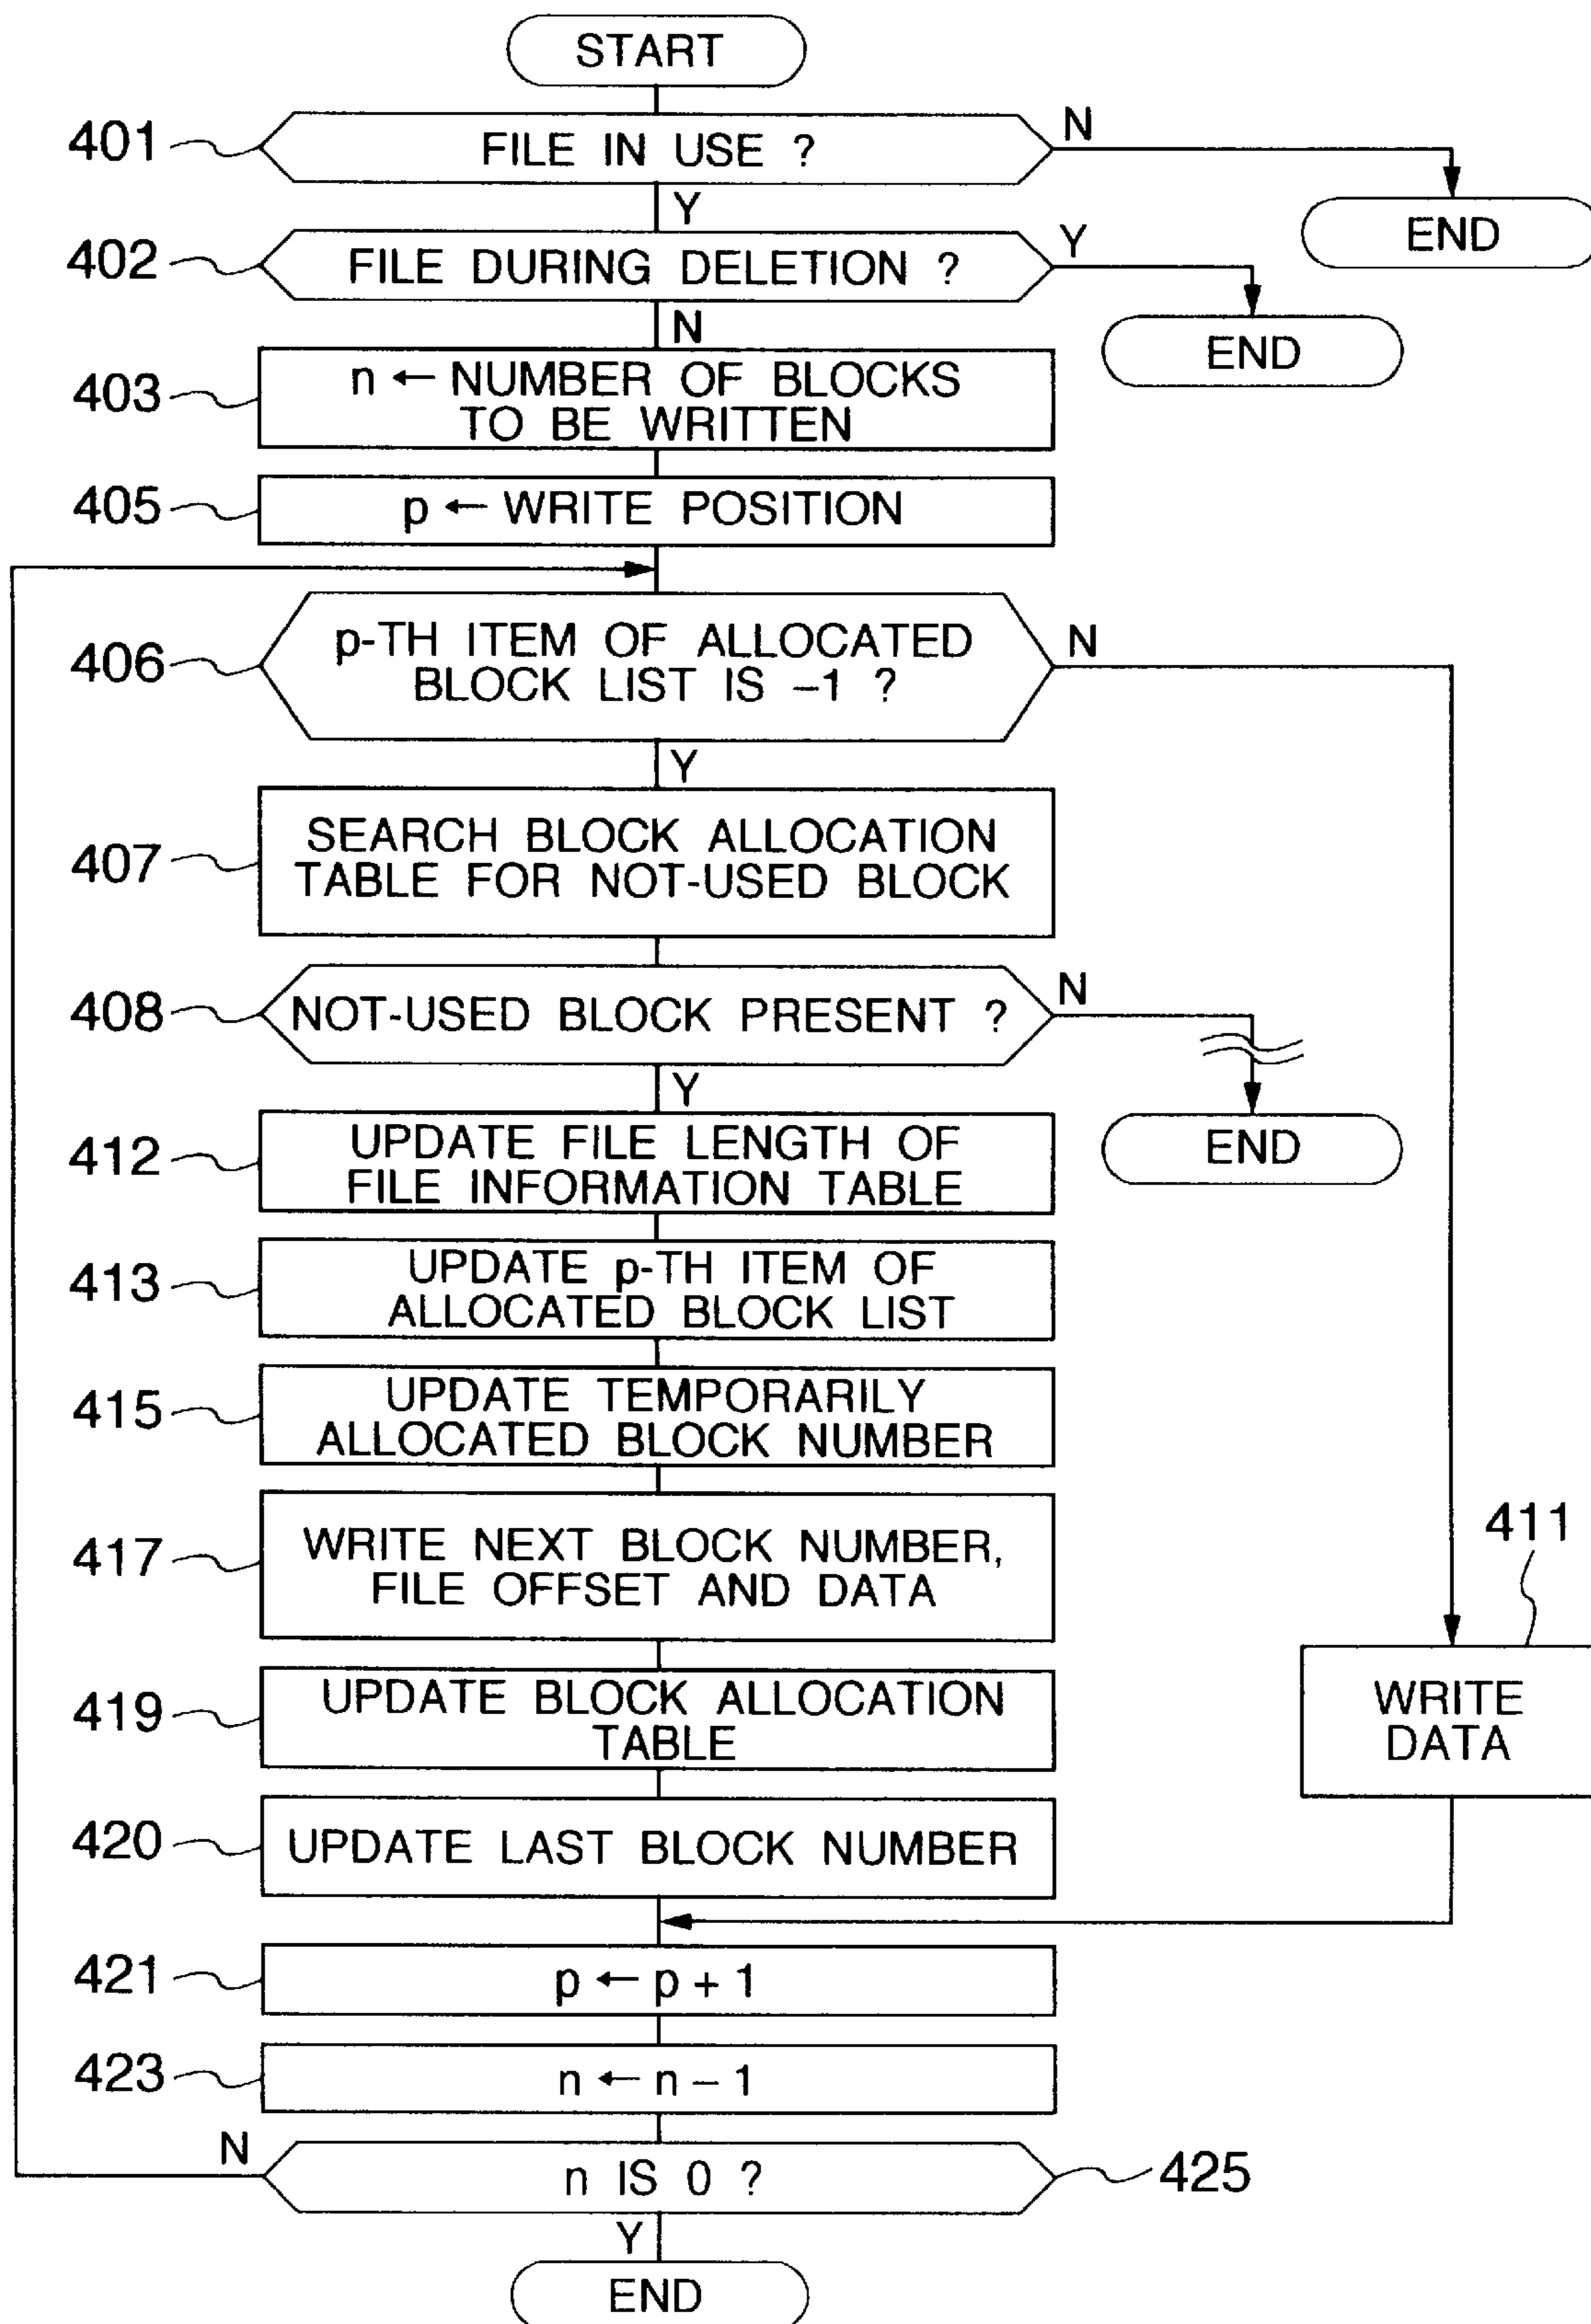 START
401
FILE IN USE ?
N
END
Y
402
FILE DURING DELETION ?
Y
END
N
403
n ← NUMBER OF BLOCKS
TO BE WRITTEN
405
p ← WRITE POSITION
406
p-TH ITEM OF ALLOCATED
BLOCK LIST IS –1 ?
N
Y
407
SEARCH BLOCK ALLOCATION
TABLE FOR NOT-USED BLOCK
408
NOT-USED BLOCK PRESENT ?
N
END
Y
412
UPDATE FILE LENGTH OF
FILE INFORMATION TABLE
413
UPDATE p-TH ITEM OF
ALLOCATED BLOCK LIST
415
UPDATE TEMPORARILY
ALLOCATED BLOCK NUMBER
417
WRITE NEXT BLOCK NUMBER,
FILE OFFSET AND DATA
411
WRITE
DATA
419
UPDATE BLOCK ALLOCATION
TABLE
420
UPDATE LAST BLOCK NUMBER
421
p ← p + 1
423
n ← n – 1
N
n IS 0 ?
425
Y
END